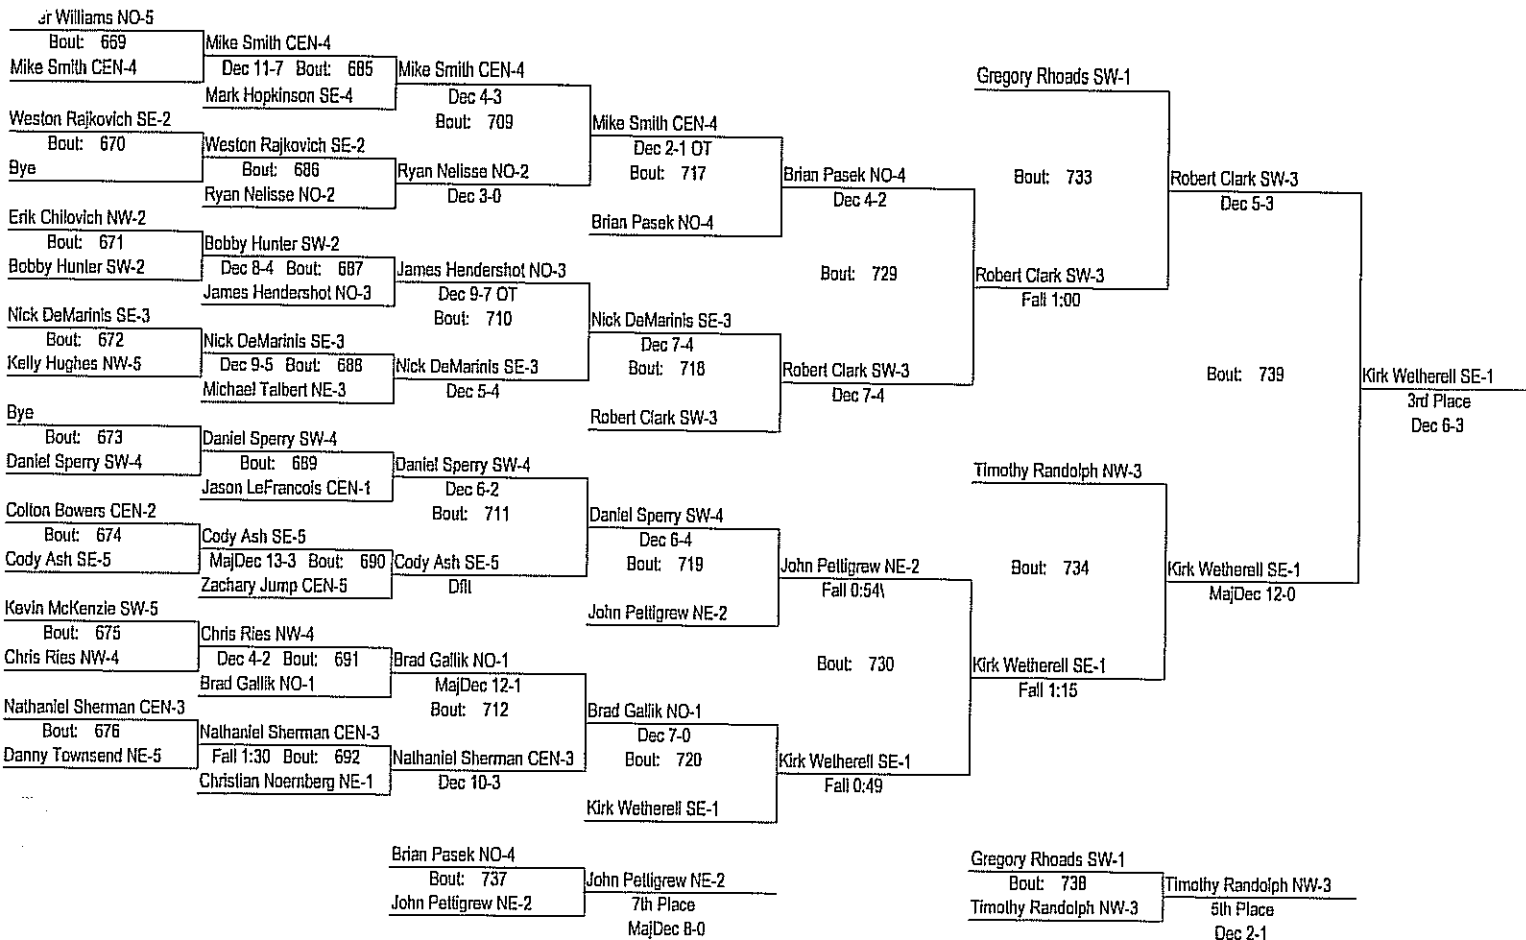 Williams NO-5
Bout: 669
Mike Smith CEN-4
Mike Smith CEN-4
Dec 11-7 Bout: 685
Mark Hopkinson SE-4
Mike Smith CEN-4
Dec 4-3
Bout: 709
Weston Rajkovich SE-2
Bout: 670
Bye
Weston Rajkovich SE-2
Bout: 686
Ryan Nelisse NO-2
Ryan Nelisse NO-2
Dec 3-0
Mike Smith CEN-4
Dec 2-1 OT
Bout: 717
Brian Pasek NO-4
Brian Pasek NO-4
Dec 4-2
Erik Chilovich NW-2
Bout: 671
Bobby Hunter SW-2
Bobby Hunter SW-2
Dec 8-4 Bout: 687
James Hendershot NO-3
James Hendershot NO-3
Dec 9-7 OT
Bout: 710
Nick DeMarinis SE-3
Bout: 672
Kelly Hughes NW-5
Nick DeMarinis SE-3
Dec 9-5 Bout: 688
Michael Talbert NE-3
Nick DeMarinis SE-3
Dec 5-4
Nick DeMarinis SE-3
Dec 7-4
Bout: 718
Robert Clark SW-3
Robert Clark SW-3
Dec 7-4
Bout: 729
Gregory Rhoads SW-1
Bout: 733
Robert Clark SW-3
Fall 1:00
Robert Clark SW-3
Dec 5-3
Bye
Bout: 673
Daniel Sperry SW-4
Daniel Sperry SW-4
Bout: 689
Jason LeFrancois CEN-1
Daniel Sperry SW-4
Dec 6-2
Bout: 711
Colton Bowers CEN-2
Bout: 674
Cody Ash SE-5
Cody Ash SE-5
MajDec 13-3 Bout: 690
Zachary Jump CEN-5
Cody Ash SE-5
Dflt
Daniel Sperry SW-4
Dec 6-4
Bout: 719
John Pettigrew NE-2
John Pettigrew NE-2
Fall 0:54\
Kevin McKenzie SW-5
Bout: 675
Chris Ries NW-4
Chris Ries NW-4
Dec 4-2 Bout: 691
Brad Gallik NO-1
Brad Gallik NO-1
MajDec 12-1
Bout: 712
Nathaniel Sherman CEN-3
Bout: 676
Danny Townsend NE-5
Nathaniel Sherman CEN-3
Fall 1:30 Bout: 692
Christian Noernberg NE-1
Nathaniel Sherman CEN-3
Dec 10-3
Brad Gallik NO-1
Dec 7-0
Bout: 720
Kirk Wetherell SE-1
Kirk Wetherell SE-1
Fall 0:49
Bout: 730
Timothy Randolph NW-3
Bout: 734
Kirk Wetherell SE-1
Fall 1:15
Kirk Wetherell SE-1
MajDec 12-0
Bout: 739
Kirk Wetherell SE-1
3rd Place
Dec 6-3
Brian Pasek NO-4
Bout: 737
John Pettigrew NE-2
John Pettigrew NE-2
7th Place
MajDec 8-0
Gregory Rhoads SW-1
Bout: 738
Timothy Randolph NW-3
Timothy Randolph NW-3
5th Place
Dec 2-1